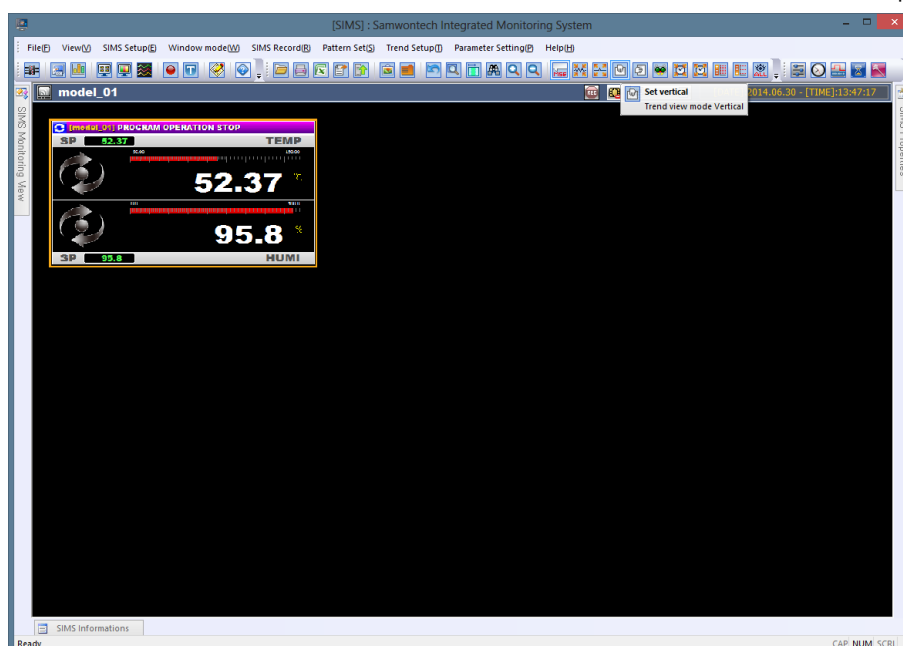 [SIMS] : Samwontech Integrated Monitoring System
File(F) View(V) SIMS Setup(E) Window mode(W) SIMS Record(R) Pattern Set(S) Trend Setup(T) Parameter Setting(P) Help(H)
model_01
2014.06.30 - [TIME]:13:47:17
Set vertical
Trend view mode Vertical
SIMS Monitoring View
SIMS Properties
[model_01] PROGRAM OPERATION STOP
SP 52.37 TEMP
52.37 ℃
95.8 %
SP 95.8 HUMI
SIMS Informations
Ready
CAP NUM SCRL